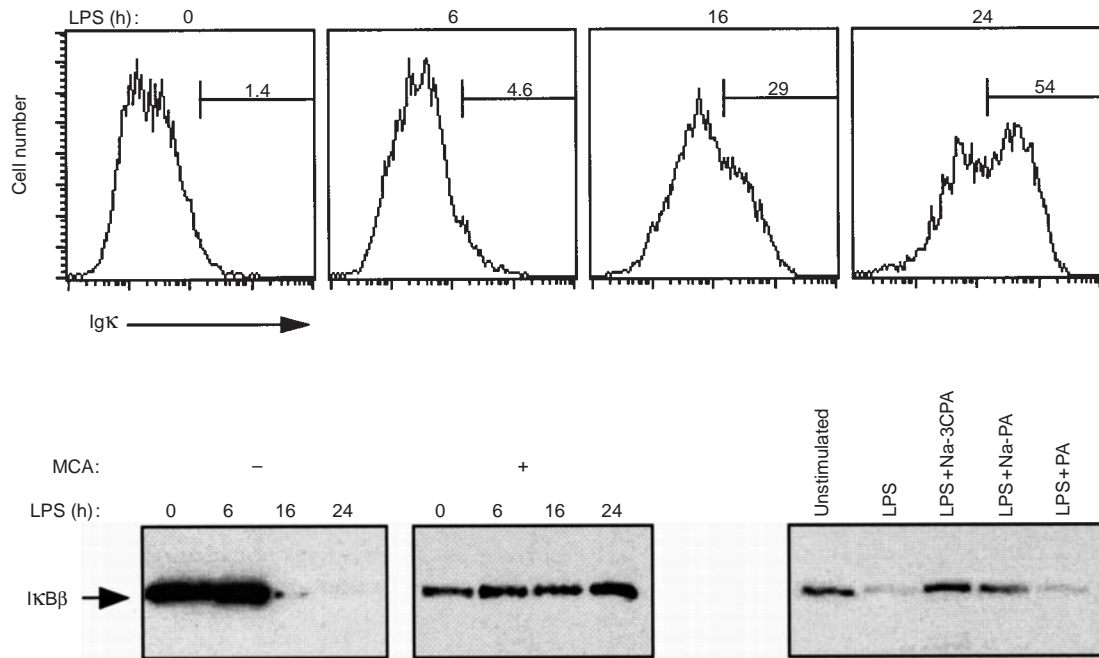 LPS (h): 0 6 16 24
1.4 4.6 29 54
Cell number
Igκ
Unstimulated
LPS
LPS+Na-3CPA
LPS+Na-PA
LPS+PA
MCA: – +
LPS (h): 0 6 16 24 0 6 16 24
IκBβ